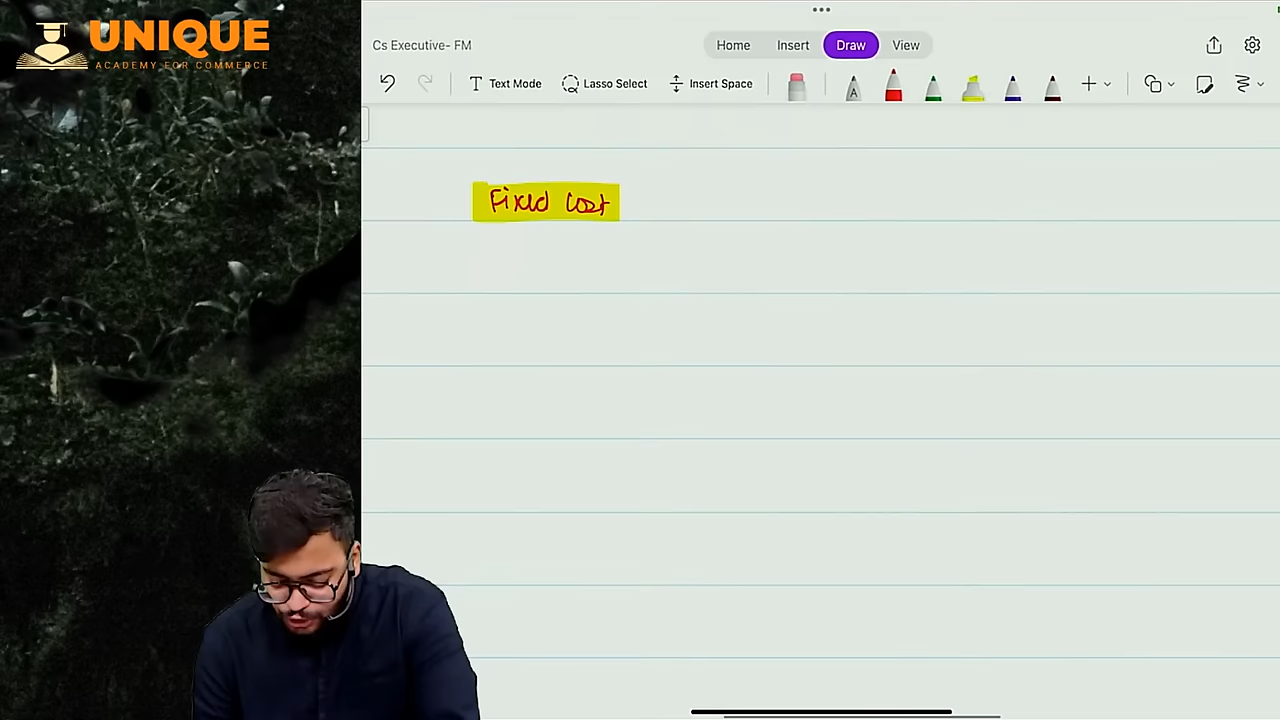 UNIQUE
ACADEMY FOR COMMERCE
Cs Executive- FM
Home
Insert
Draw
View
Text Mode
Lasso Select
Insert Space
A
Fixed Cost